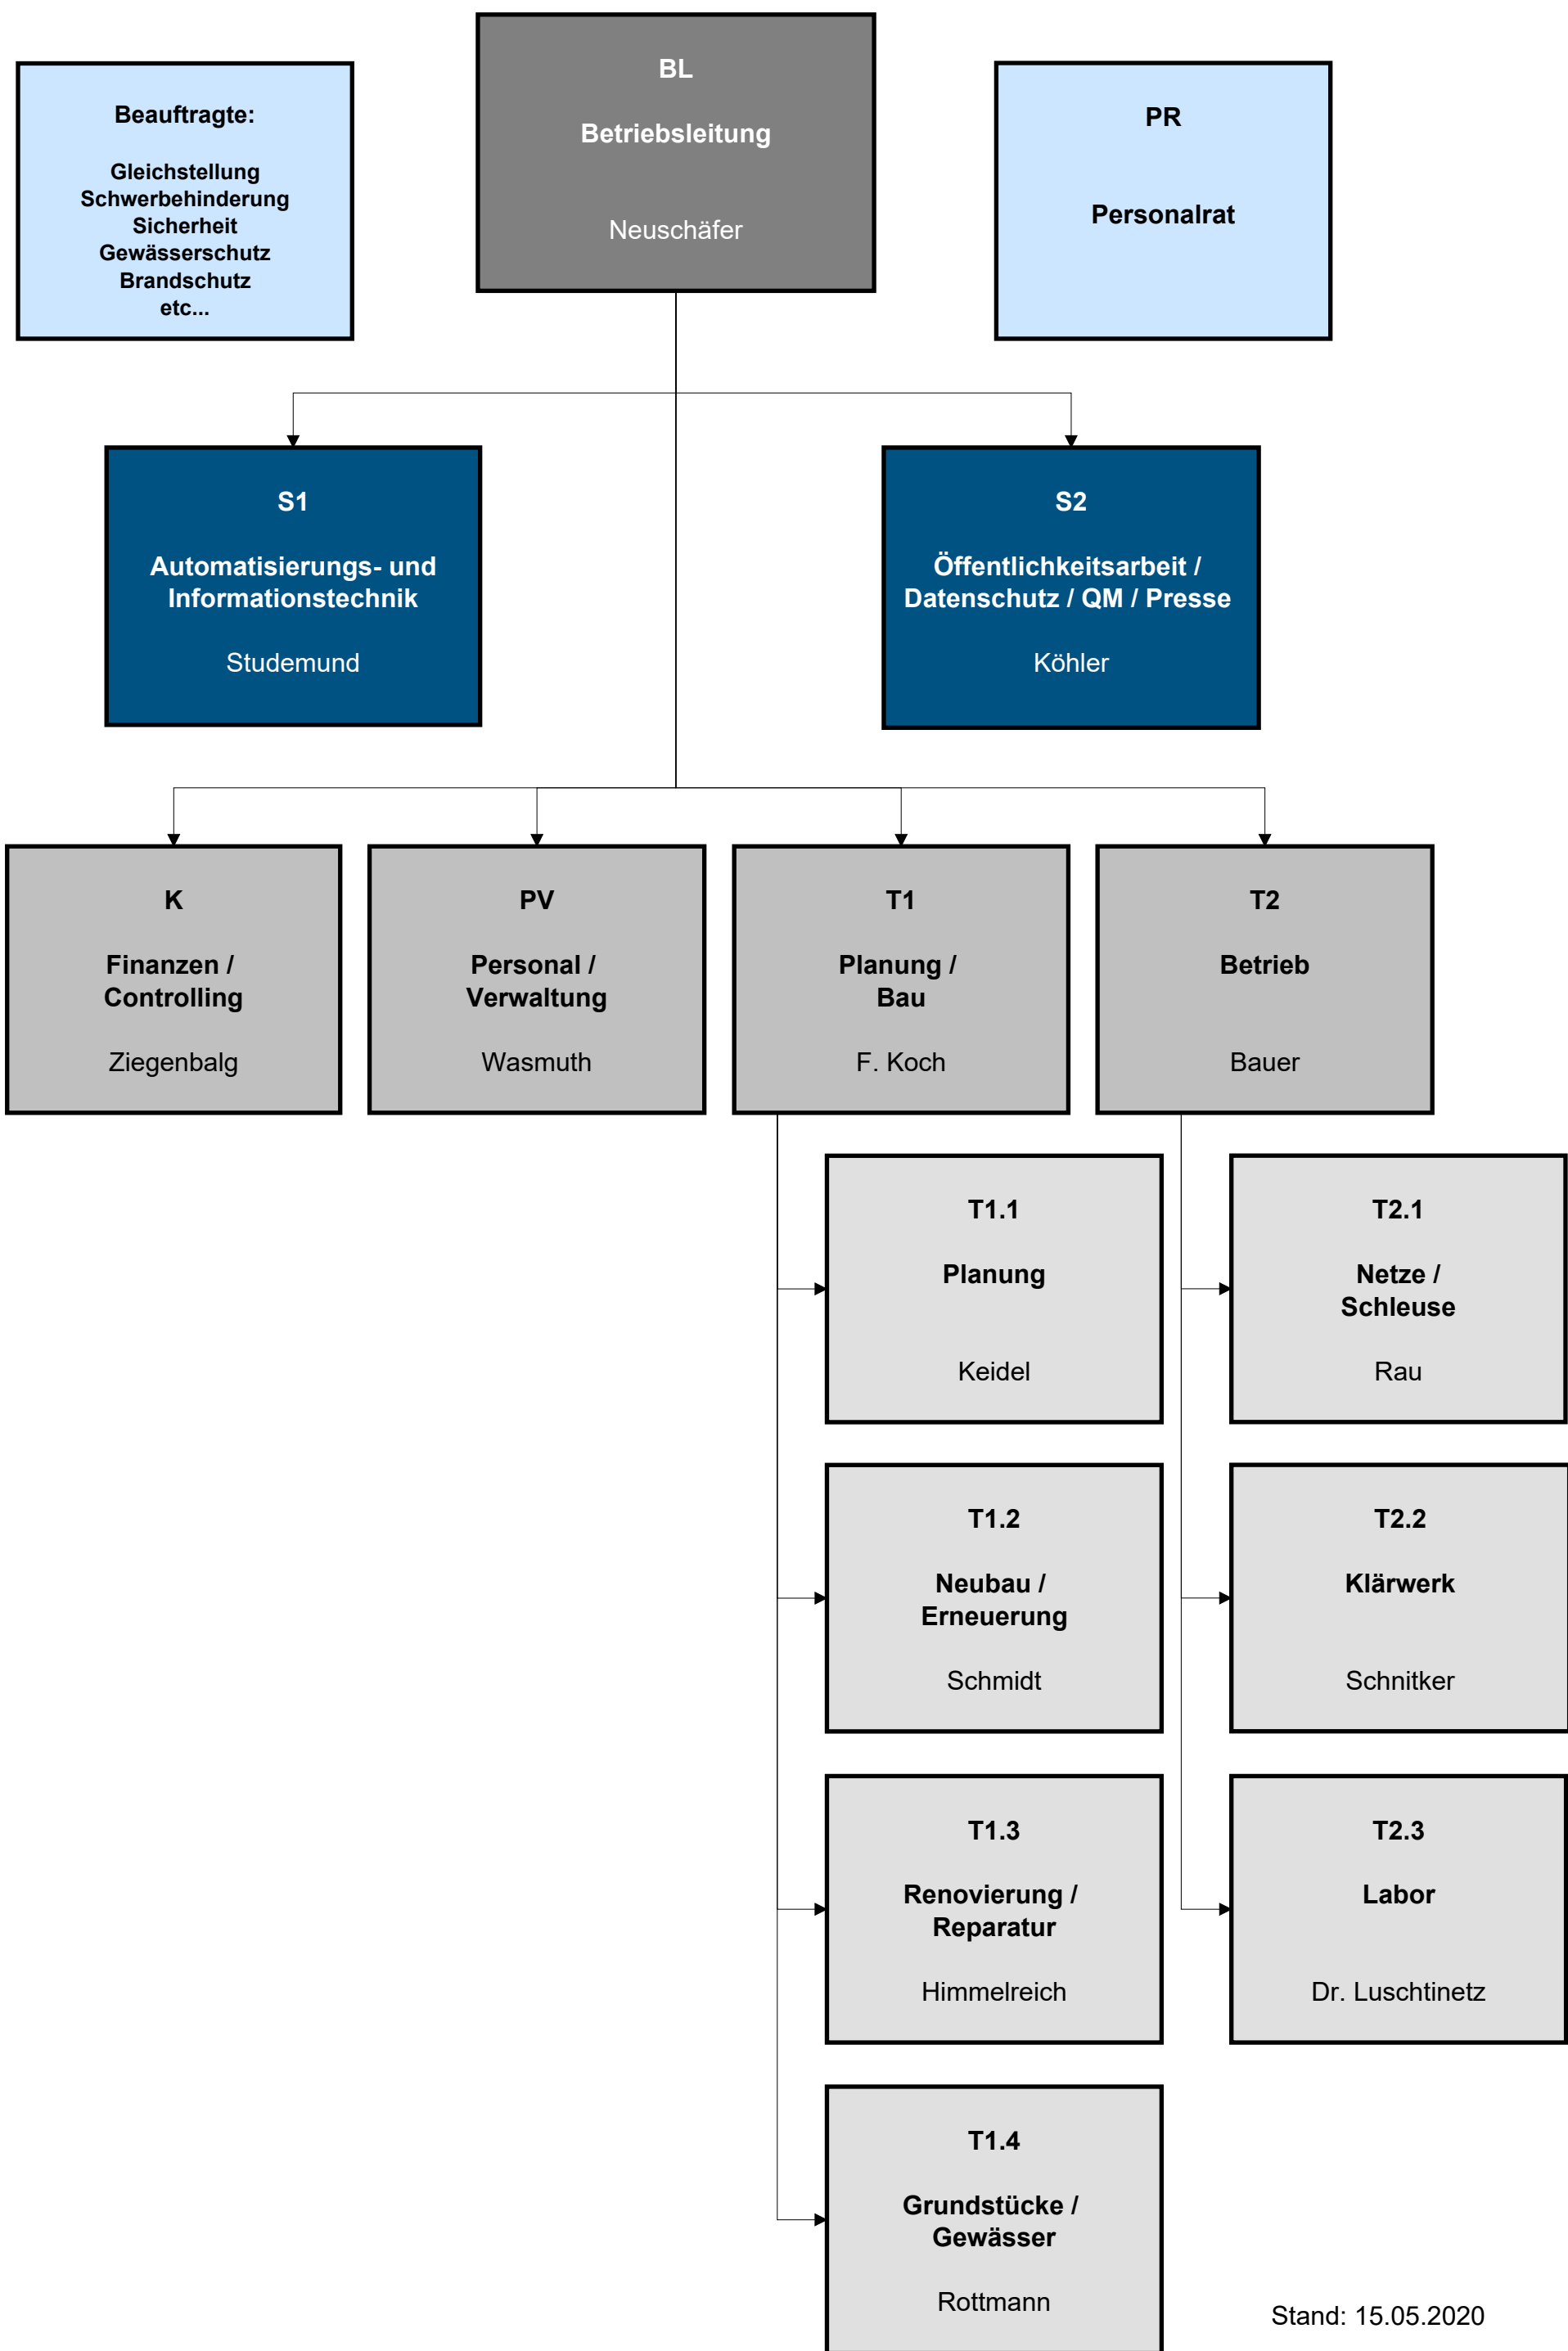 BL
Betriebsleitung
Neuschäfer
Beauftragte:
Gleichstellung
Schwerbehinderung
Sicherheit
Gewässerschutz
Brandschutz
etc...
PR
Personalrat
S1
Automatisierungs- und
Informationstechnik
Studemund
S2
Öffentlichkeitsarbeit /
Datenschutz / QM / Presse
Köhler
K
Finanzen /
Controlling
Ziegenbalg
PV
Personal /
Verwaltung
Wasmuth
T1
Planung /
Bau
F. Koch
T2
Betrieb
Bauer
T1.1
Planung
Keidel
T2.1
Netze /
Schleuse
Rau
T1.2
Neubau /
Erneuerung
Schmidt
T2.2
Klärwerk
Schnitker
T1.3
Renovierung /
Reparatur
Himmelreich
T2.3
Labor
Dr. Luschtinetz
T1.4
Grundstücke /
Gewässer
Rottmann
Stand: 15.05.2020